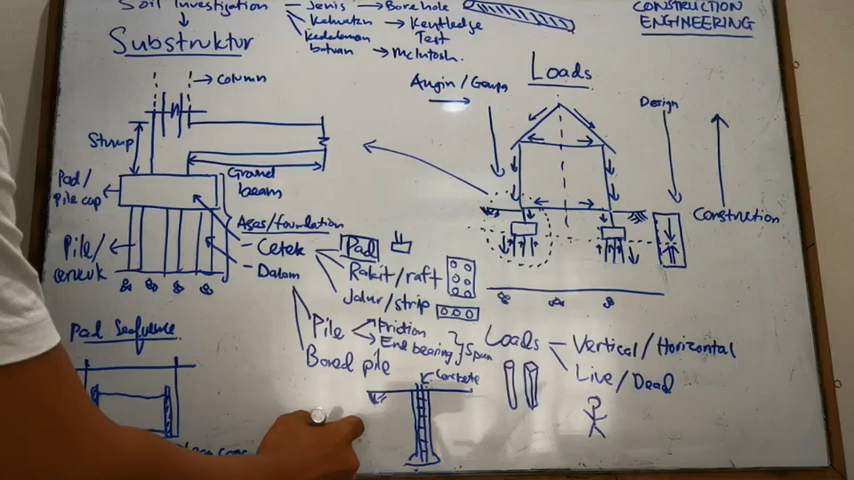 Soil Investigation
Jenis → Borehole
Kekuatan → Kentledge Test
Kedalaman batuan → McIntosh.
CONSTRUCTION
ENGINEERING
Substruktur
column
Stump
Ground beam
Pad/
pile cap
Pile/
cerucuk
Asas/foundation
- Cetek
- Dalam
Pad
Rakit/raft
Jalur/strip
Pile
Friction
End bearing
Spun
Bored pile
Concrete
Pad Sequence
Loads
Angin/Gempa
Design
Construction
Loads
Vertical/Horizontal
Live/Dead